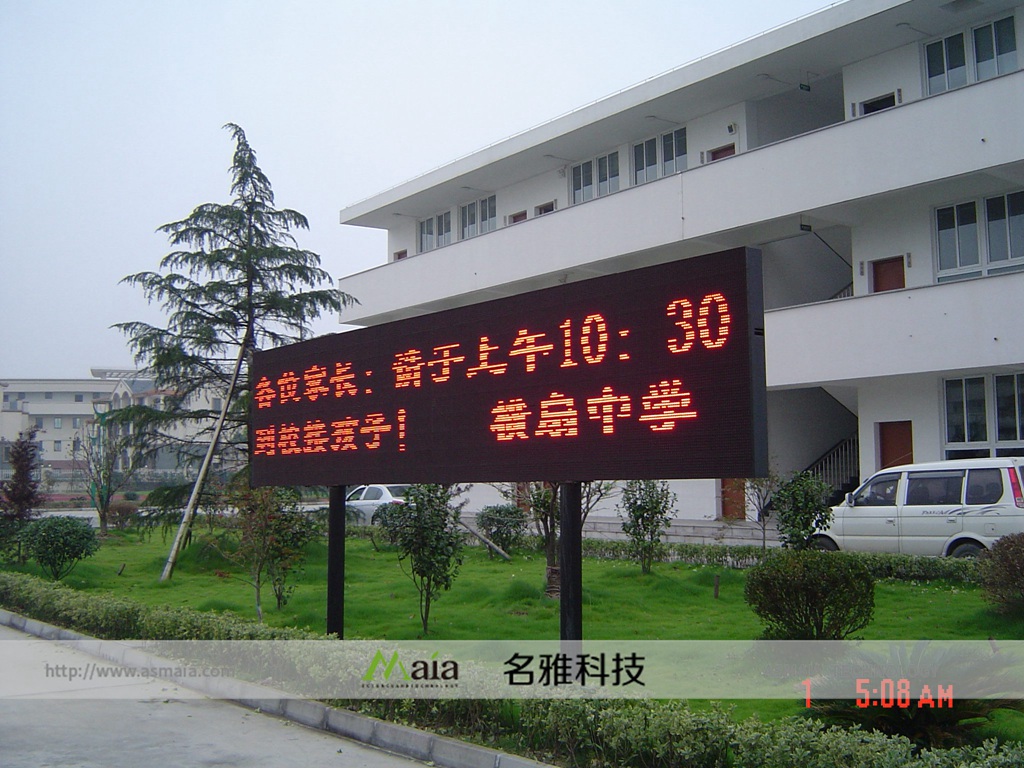 各位家长：请于上午10：30
到校接孩子！ 横扇中学
http://www.asmaia.com
Maia 名雅科技
1 5:08 AM